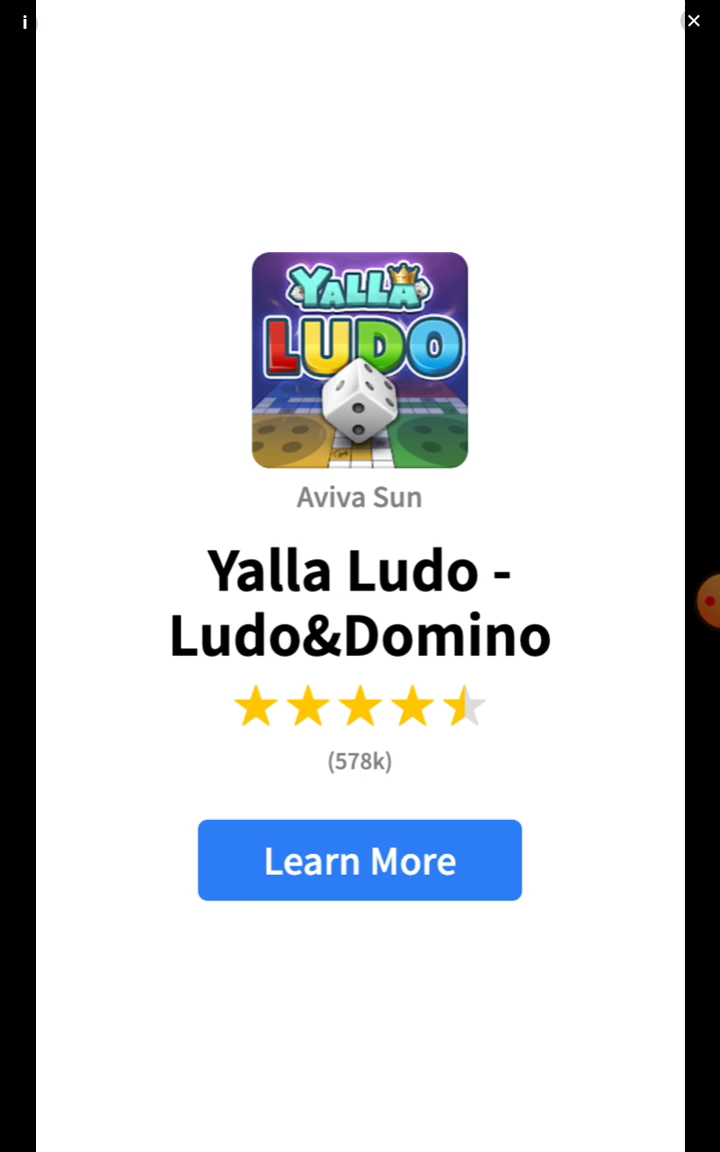 i
YALLA
LUDO
Aviva Sun
Yalla Ludo -
Ludo&Domino
(578k)
Learn More